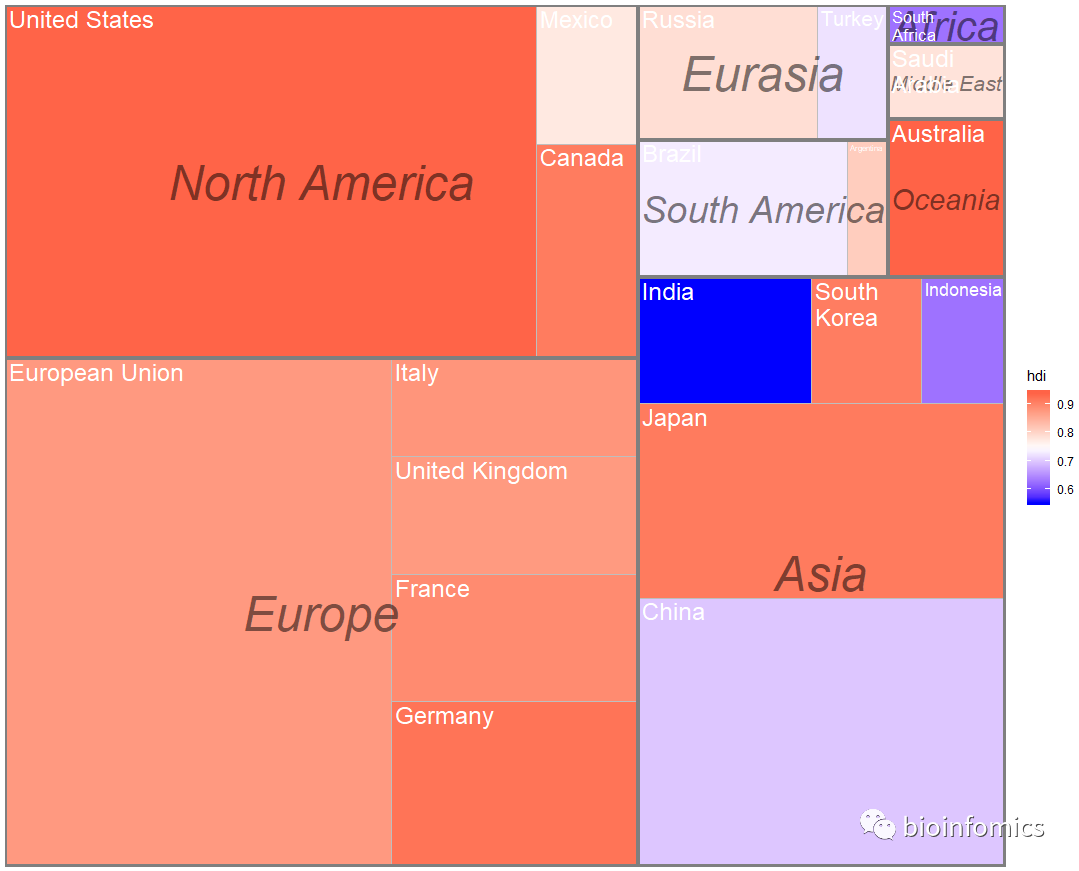 United States
Mexico
Canada
North America
European Union
Italy
United Kingdom
France
Germany
Europe
Russia
Turkey
Eurasia
Brazil
Argentina
South America
South
Africa
Africa
Saudi
Arabia
Middle East
Australia
Oceania
India
South
Korea
Indonesia
Japan
Asia
China
hdi
0.9
0.8
0.7
0.6
bioinfomics